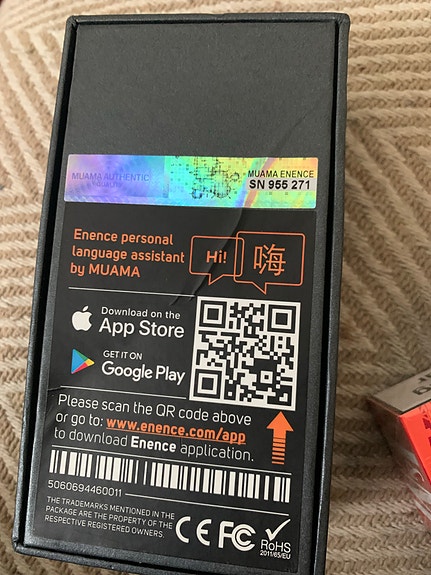 MUAMA AUTHENTIC
MUAMA ENENCE
SN 955 271
Enence personal
language assistant
by MUAMA
Hi!
嗨
Download on the
App Store
GET IT ON
Google Play
Please scan the QR code above
or go to: www.enence.com/app
to download Enence application.
5060694460011
THE TRADEMARKS MENTIONED IN THE
PACKAGE ARE THE PROPERTY OF THE
RESPECTIVE REGISTERED OWNERS.
CE FC RoHS
2011/65/EU